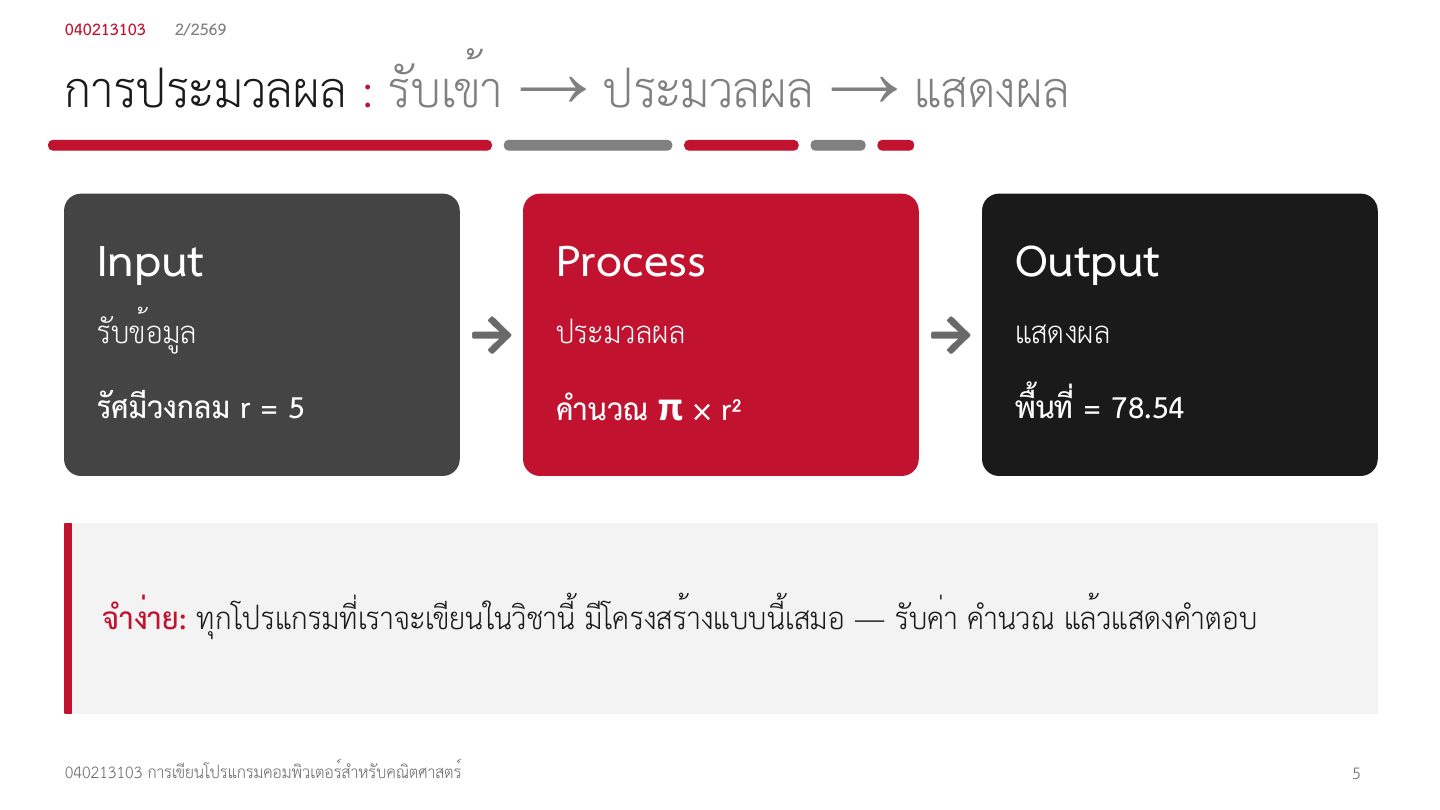 040213103 2/2569
การประมวลผล : รับเข้า → ประมวลผล → แสดงผล
Input
รับข้อมูล
รัศมีวงกลม r = 5
Process
ประมวลผล
คำนวณ π × r²
Output
แสดงผล
พื้นที่ = 78.54
จำง่าย: ทุกโปรแกรมที่เราจะเขียนในวิชานี้ มีโครงสร้างแบบนี้เสมอ — รับค่า คำนวณ แล้วแสดงคำตอบ
040213103 การเขียนโปรแกรมคอมพิวเตอร์สำหรับคณิตศาสตร์
5